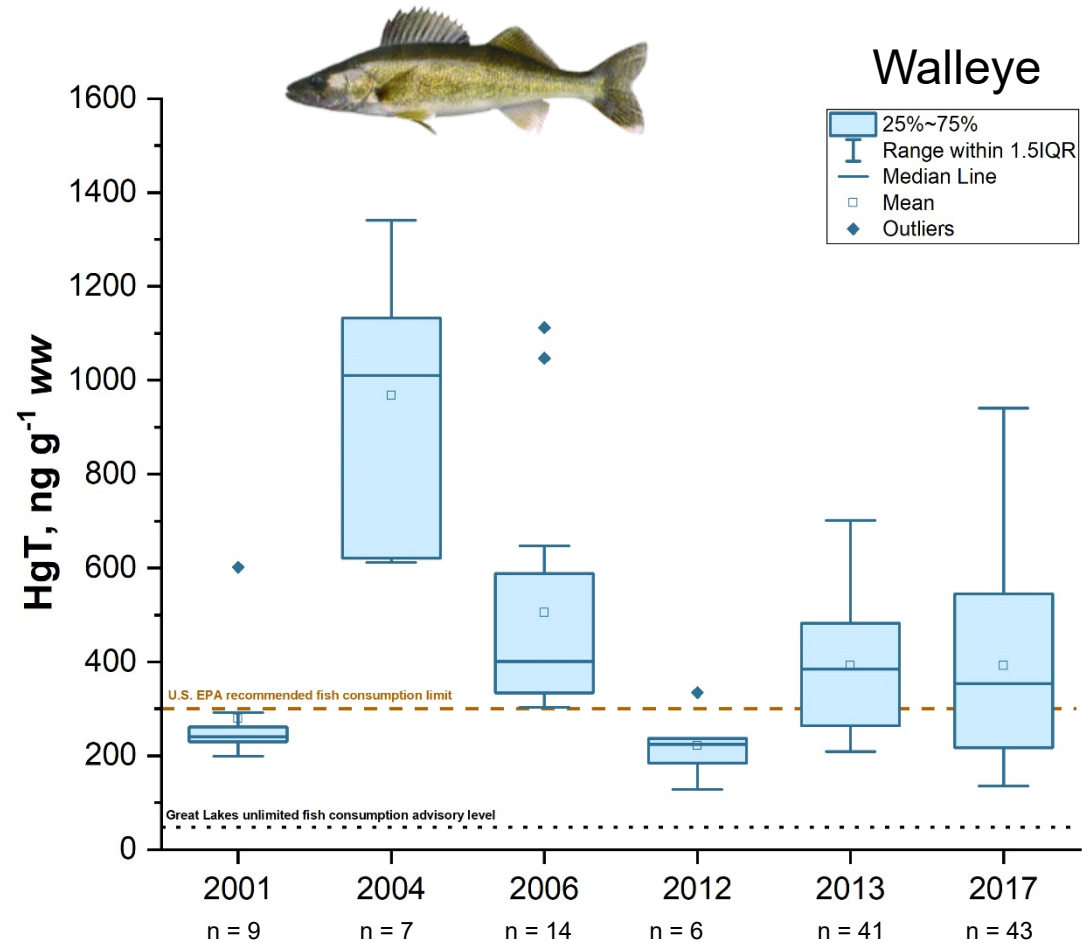 Walleye
25%~75%
Range within 1.5IQR
Median Line
Mean
Outliers
HgT, ng g⁻¹ ww
1600
1400
1200
1000
800
600
400
200
0
U.S. EPA recommended fish consumption limit
Great Lakes unlimited fish consumption advisory level
2001 2004 2006 2012 2013 2017
n = 9 n = 7 n = 14 n = 6 n = 41 n = 43